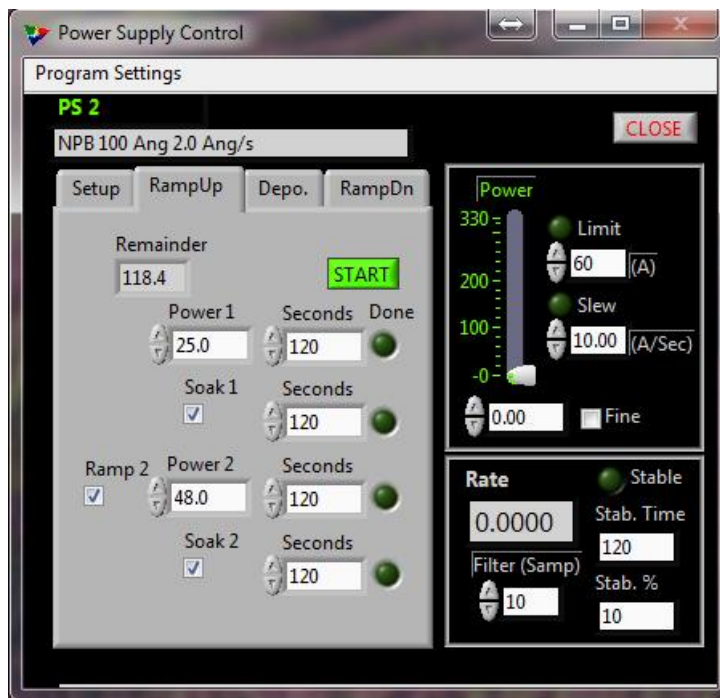 Power Supply Control
Program Settings
PS 2
NPB 100 Ang 2.0 Ang/s
CLOSE
Setup RampUp Depo. RampDn
Remainder
118.4
START
Power 1 Seconds Done
25.0 120
Soak 1 Seconds
120
Ramp 2 Power 2 Seconds
48.0 120
Soak 2 Seconds
120
Power
330
200
100
-0
Limit
60 (A)
Slew
10.00 (A/Sec)
0.00 Fine
Rate Stable
0.0000
Stab. Time
120
Filter (Samp)
10
Stab. %
10